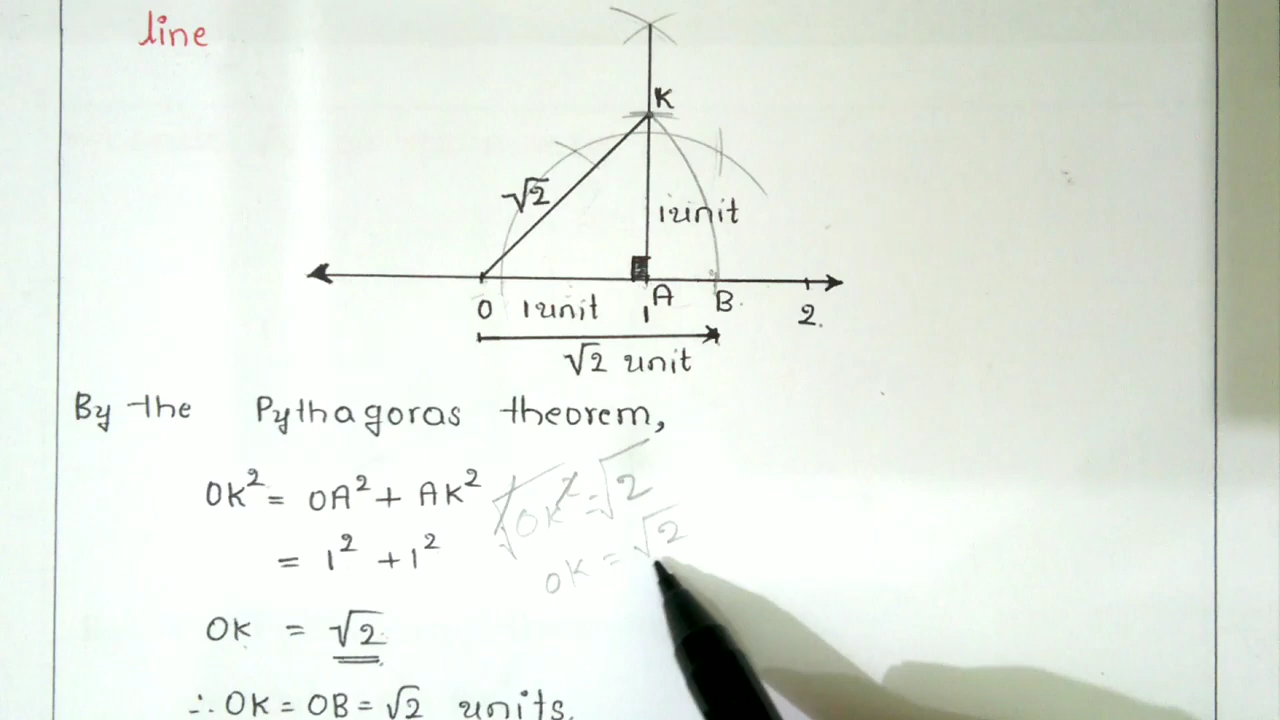 line
K
√2
1unit
A
0 1unit 1 B 2.
√2 unit
By the Pythagoras theorem,
OK² = OA² + AK²
√OK² = √2
= 1² + 1²
OK = √2
OK = √2
∴ OK = OB = √2 units.